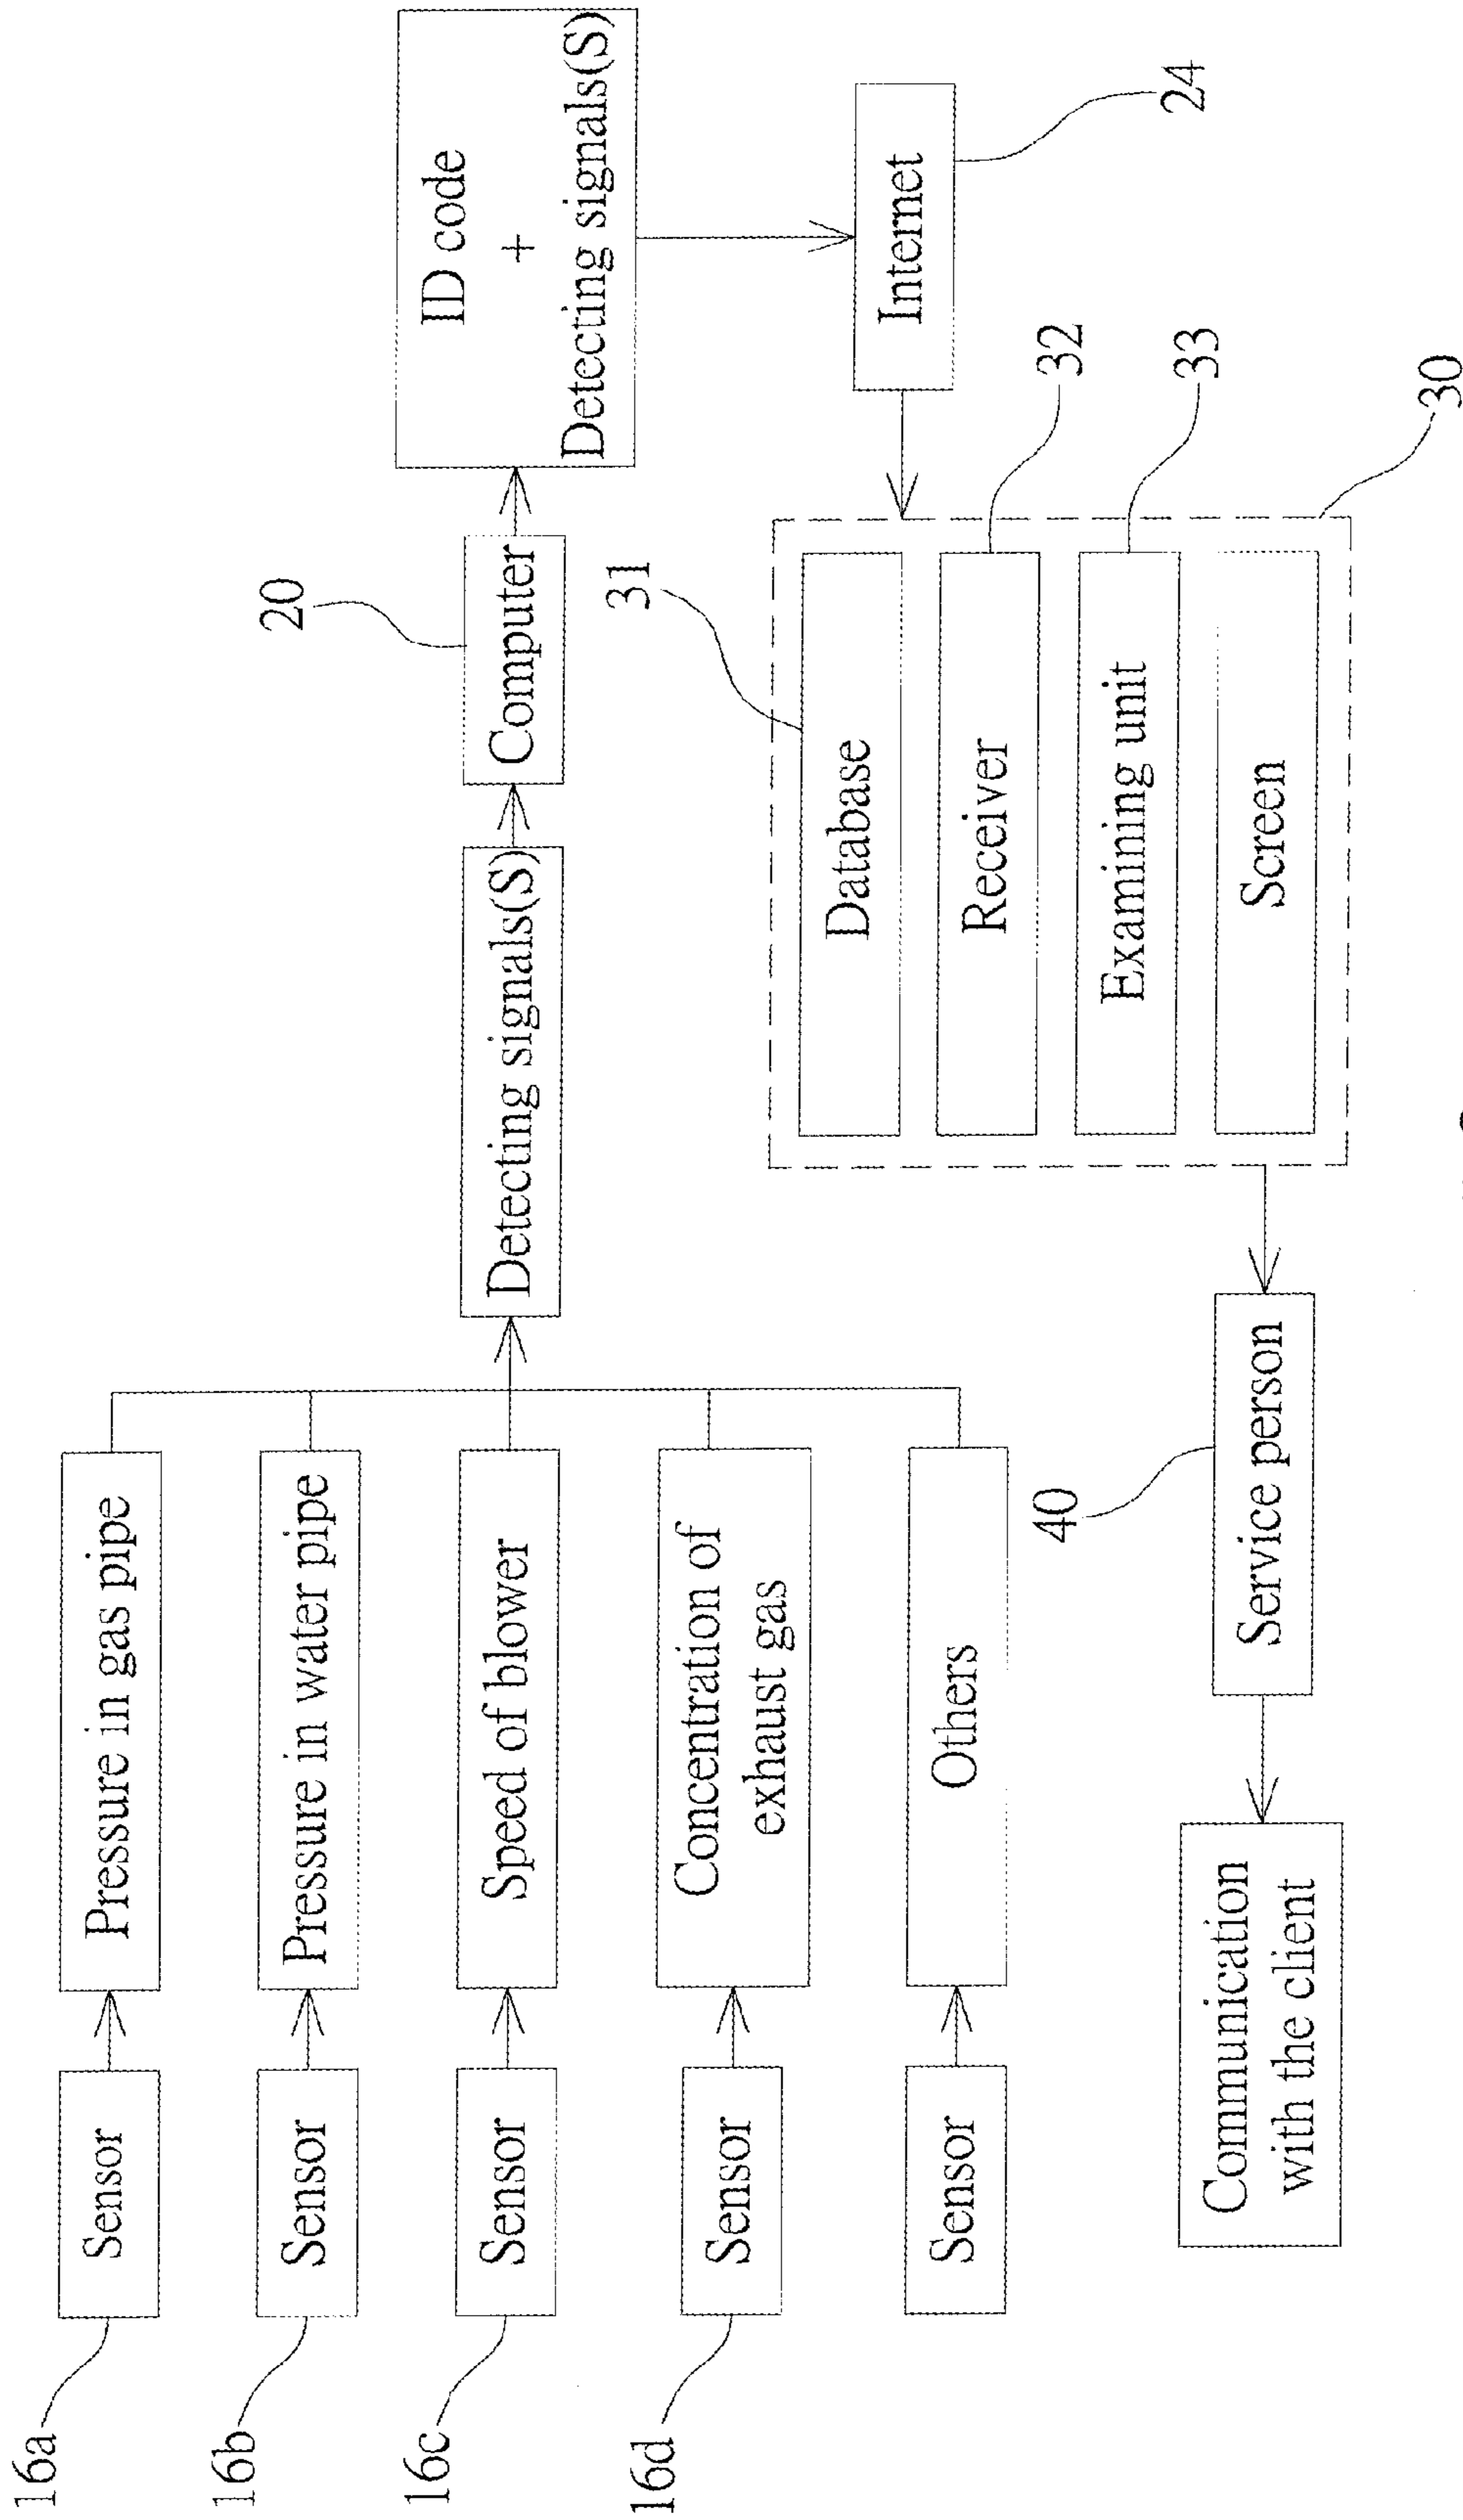 16a
Sensor
Pressure in gas pipe
16b
Sensor
Pressure in water pipe
16c
Sensor
Speed of blower
16d
Sensor
Concentration of
exhaust gas
Sensor
Others
Detecting signals(S)
20
Computer
ID code
+
Detecting signals(S)
Internet
24
31
Database
Receiver
32
Examining unit
33
Screen
30
40
Service person
Communication
with the client